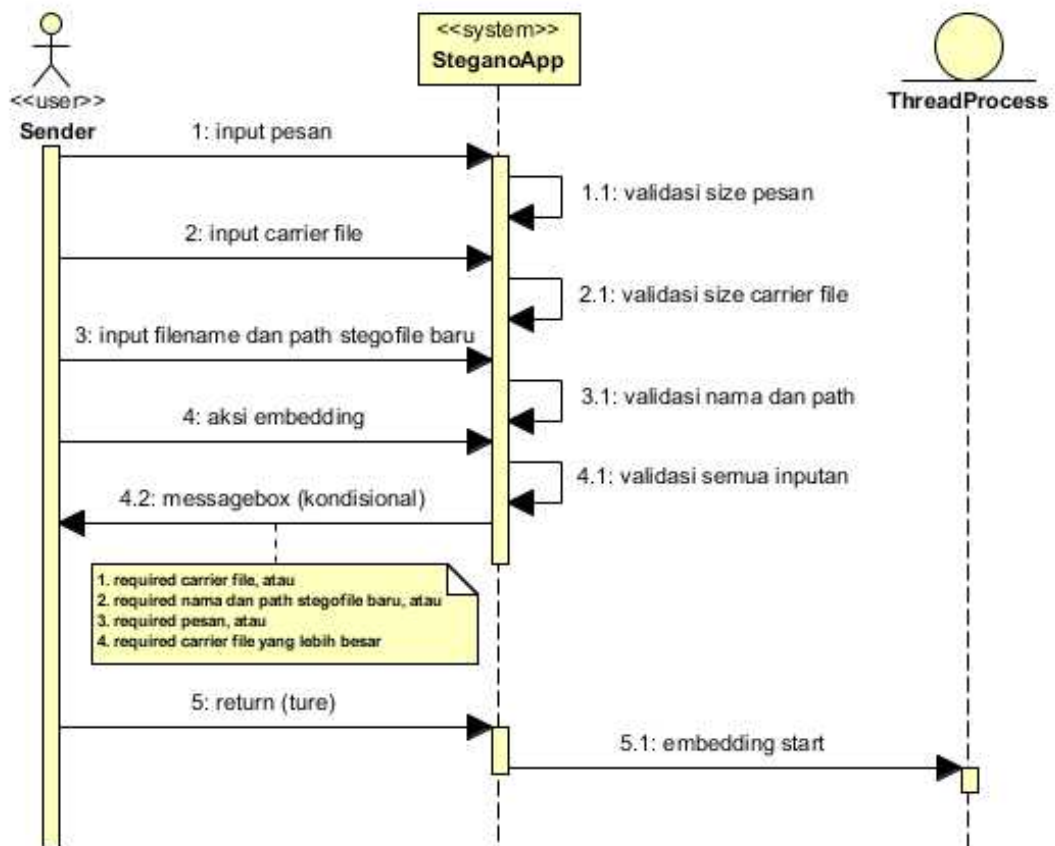 <<system>>
SteganoApp
<<user>>
Sender
ThreadProcess
1: input pesan
1.1: validasi size pesan
2: input carrier file
2.1: validasi size carrier file
3: input filename dan path stegofile baru
3.1: validasi nama dan path
4: aksi embedding
4.1: validasi semua inputan
4.2: messagebox (kondisional)
1. required carrier file, atau
2. required nama dan path stegofile baru, atau
3. required pesan, atau
4. required carrier file yang lebih besar
5: return (ture)
5.1: embedding start